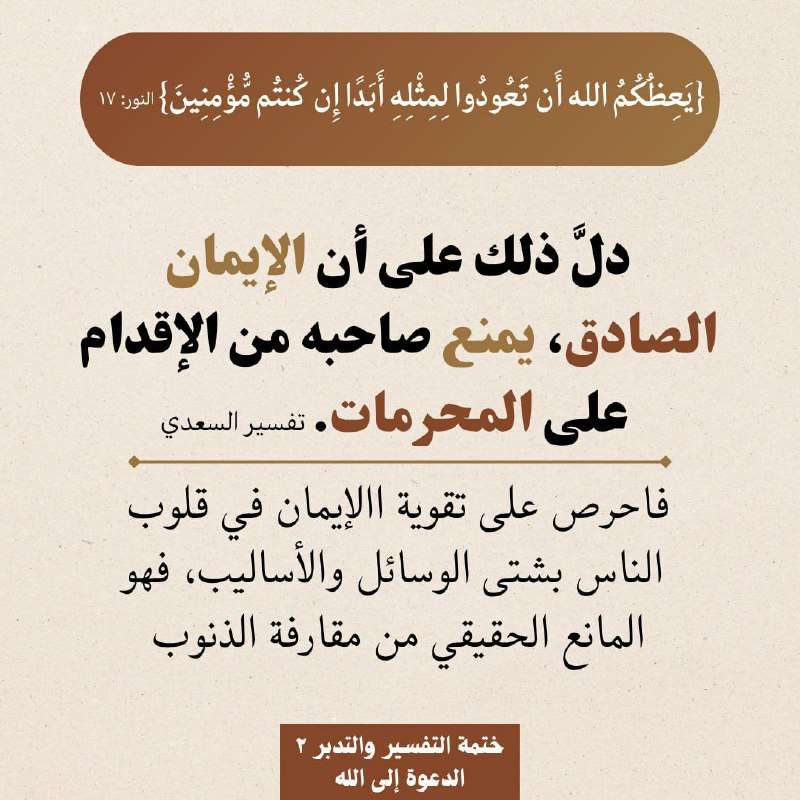 {يَعِظُكُمُ الله أَن تَعُودُوا لِمِثْلِهِ أَبَدًا إِن كُنتُم مُّؤْمِنِينَ} النور: ١٧
دلَّ ذلك على أن الإيمان
الصادق، يمنع صاحبه من الإقدام
على المحرمات. تفسير السعدي
فاحرص على تقوية االإيمان في قلوب
الناس بشتى الوسائل والأساليب، فهو
المانع الحقيقي من مقارفة الذنوب
ختمة التفسير والتدبر ٢
الدعوة إلى الله